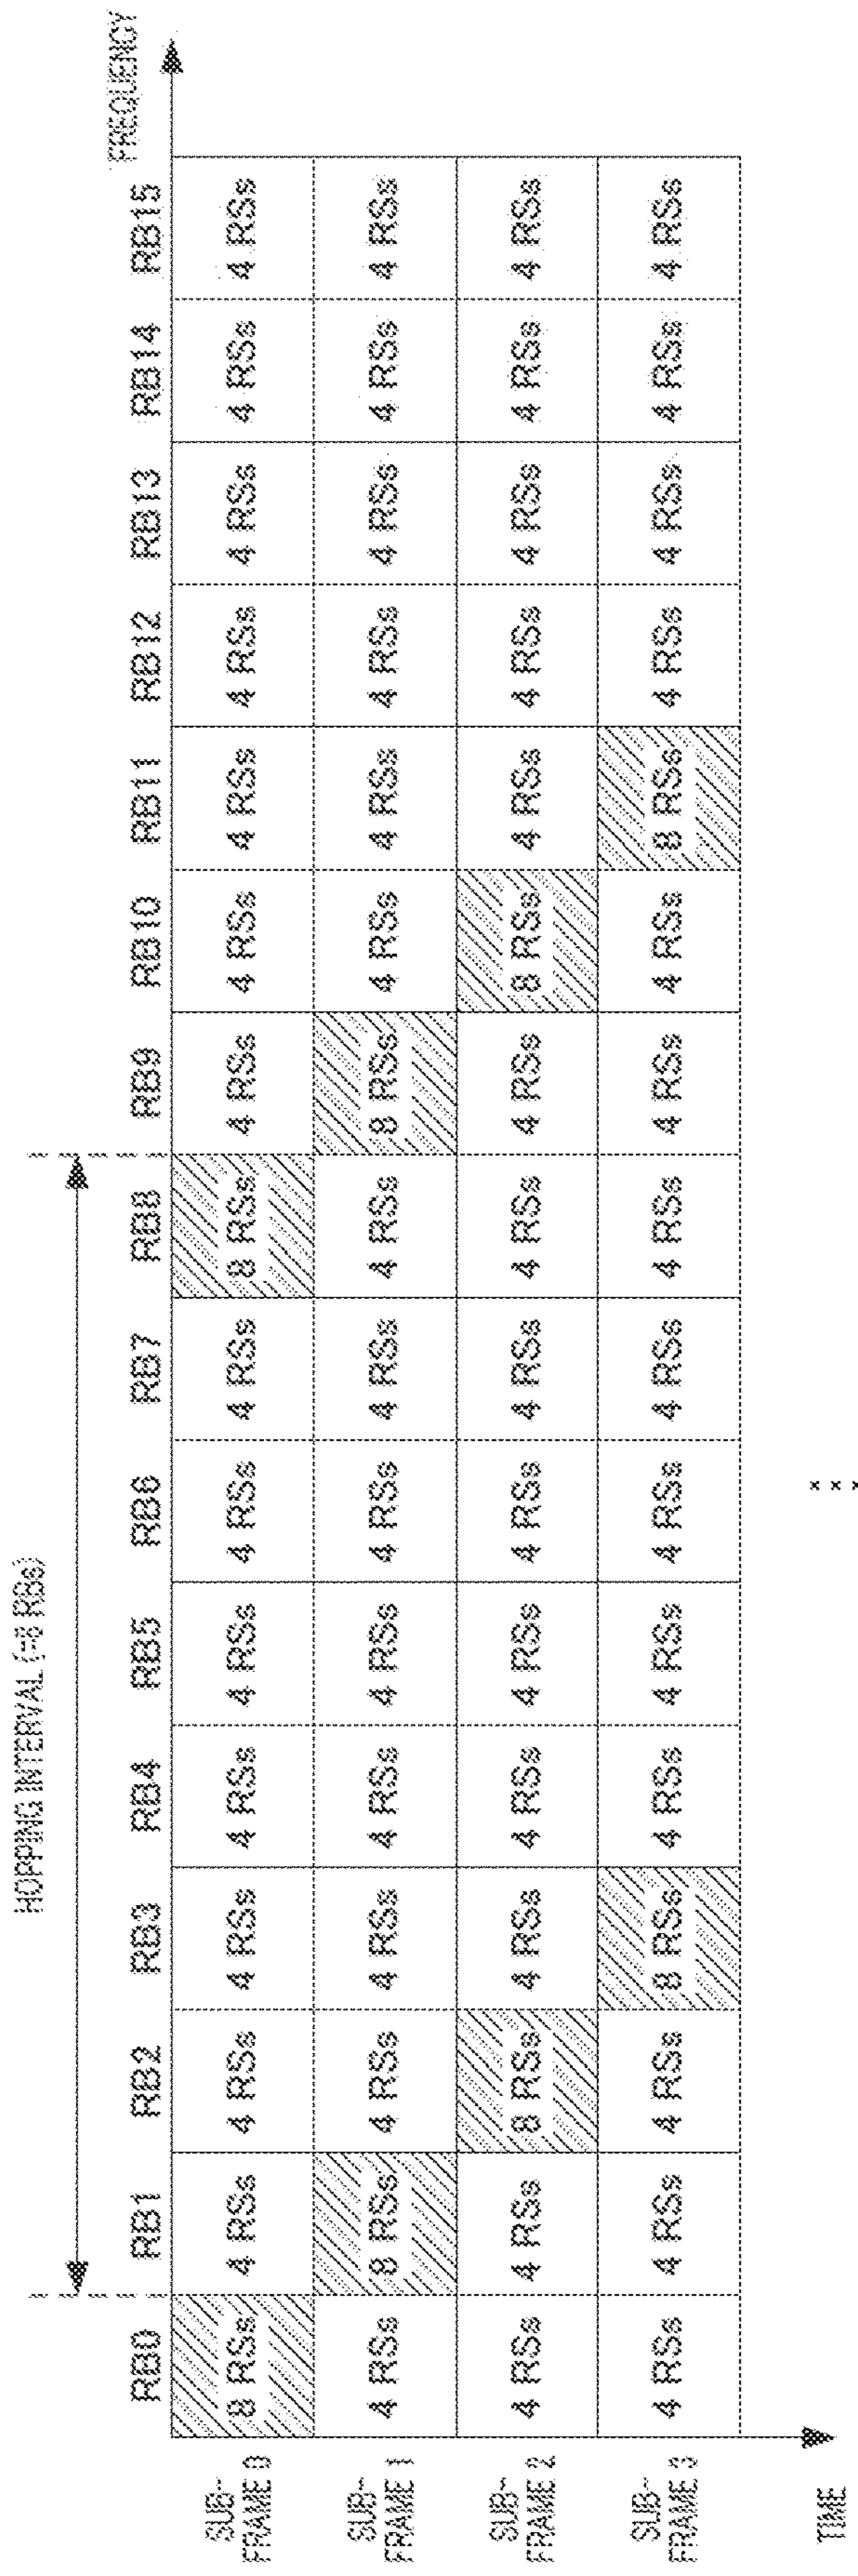 HOPPING INTERVAL (=8 RBs)
FREQUENCY
RB0 RB1 RB2 RB3 RB4 RB5 RB6 RB7 RB8 RB9 RB10 RB11 RB12 RB13 RB14 RB15
SUB-
FRAME 0
8 RSs 4 RSs 4 RSs 4 RSs 4 RSs 4 RSs 4 RSs 4 RSs 8 RSs 4 RSs 4 RSs 4 RSs 4 RSs 4 RSs 4 RSs 4 RSs
SUB-
FRAME 1
4 RSs 8 RSs 4 RSs 4 RSs 4 RSs 4 RSs 4 RSs 4 RSs 4 RSs 8 RSs 4 RSs 4 RSs 4 RSs 4 RSs 4 RSs 4 RSs
SUB-
FRAME 2
4 RSs 4 RSs 8 RSs 4 RSs 4 RSs 4 RSs 4 RSs 4 RSs 4 RSs 4 RSs 8 RSs 4 RSs 4 RSs 4 RSs 4 RSs 4 RSs
SUB-
FRAME 3
4 RSs 4 RSs 4 RSs 8 RSs 4 RSs 4 RSs 4 RSs 4 RSs 4 RSs 4 RSs 4 RSs 8 RSs 4 RSs 4 RSs 4 RSs 4 RSs
TIME